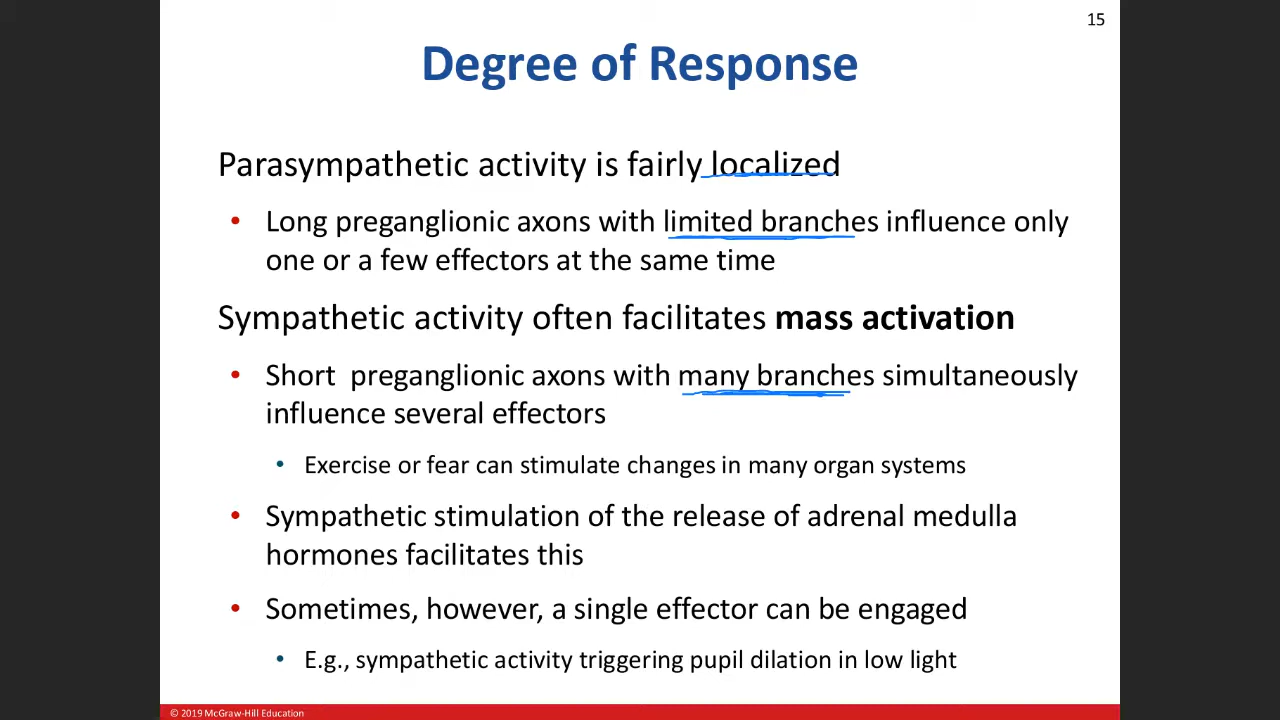 15
Degree of Response
Parasympathetic activity is fairly localized
• Long preganglionic axons with limited branches influence only
one or a few effectors at the same time
Sympathetic activity often facilitates mass activation
• Short preganglionic axons with many branches simultaneously
influence several effectors
• Exercise or fear can stimulate changes in many organ systems
• Sympathetic stimulation of the release of adrenal medulla
hormones facilitates this
• Sometimes, however, a single effector can be engaged
• E.g., sympathetic activity triggering pupil dilation in low light
© 2019 McGraw-Hill Education